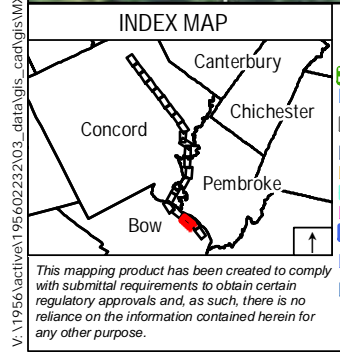 V:\1956\active\195602232\03_data\gis_cad\gis\MX
INDEX MAP
Canterbury
Chichester
Concord
Pembroke
Bow
This mapping product has been created to comply
with submittal requirements to obtain certain
regulatory approvals and, as such, there is no
reliance on the information contained herein for
any other purpose.